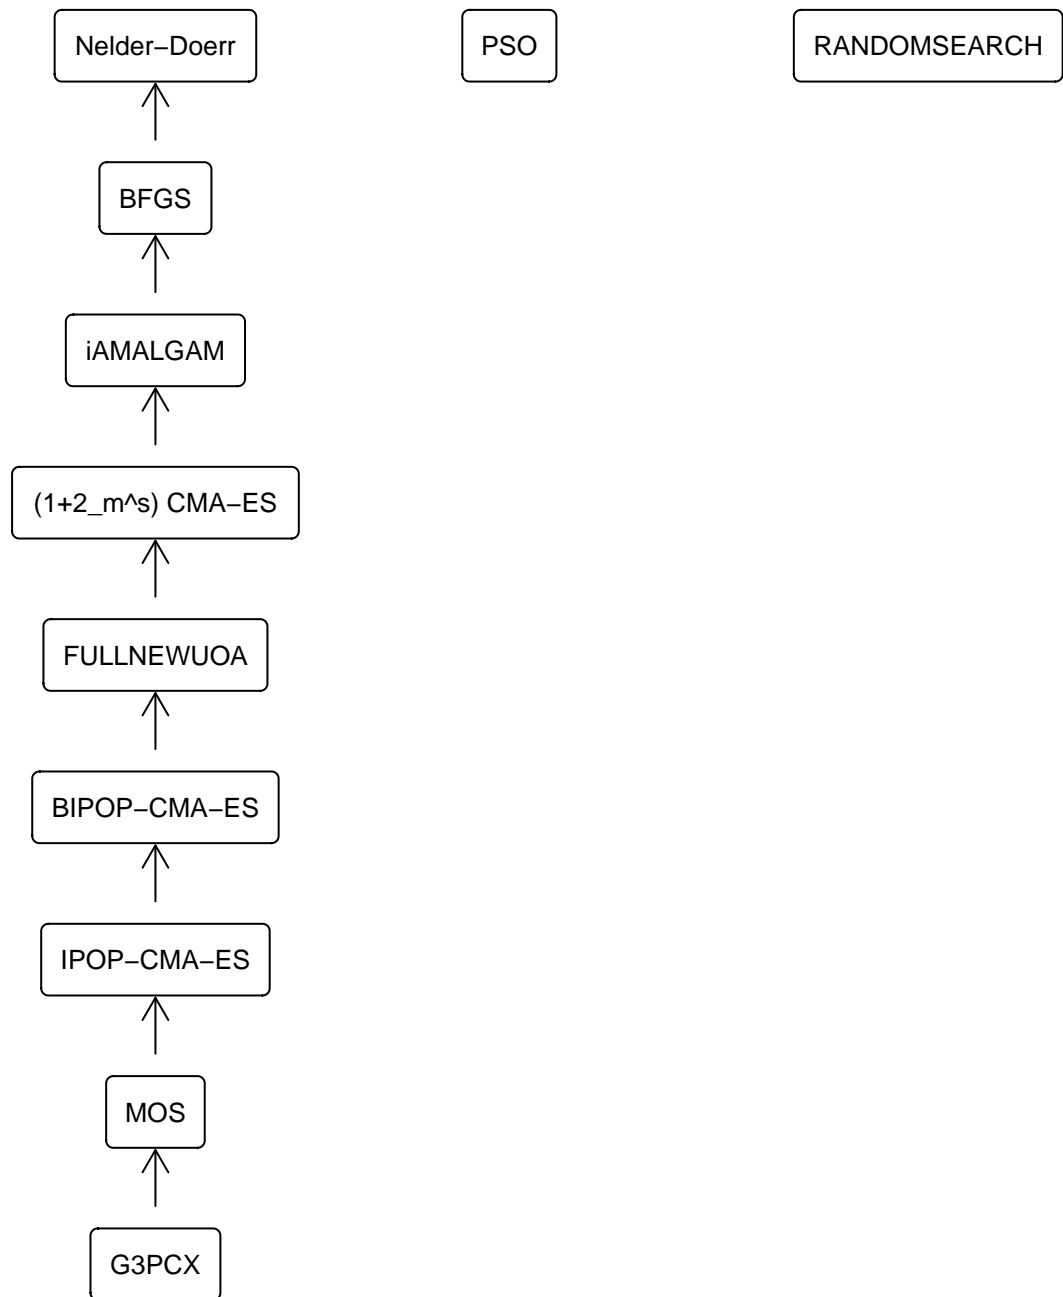 Nelder–Doerr
PSO
RANDOMSEARCH
BFGS
iAMALGAM
(1+2_m^s) CMA–ES
FULLNEWUOA
BIPOP–CMA–ES
IPOP–CMA–ES
MOS
G3PCX